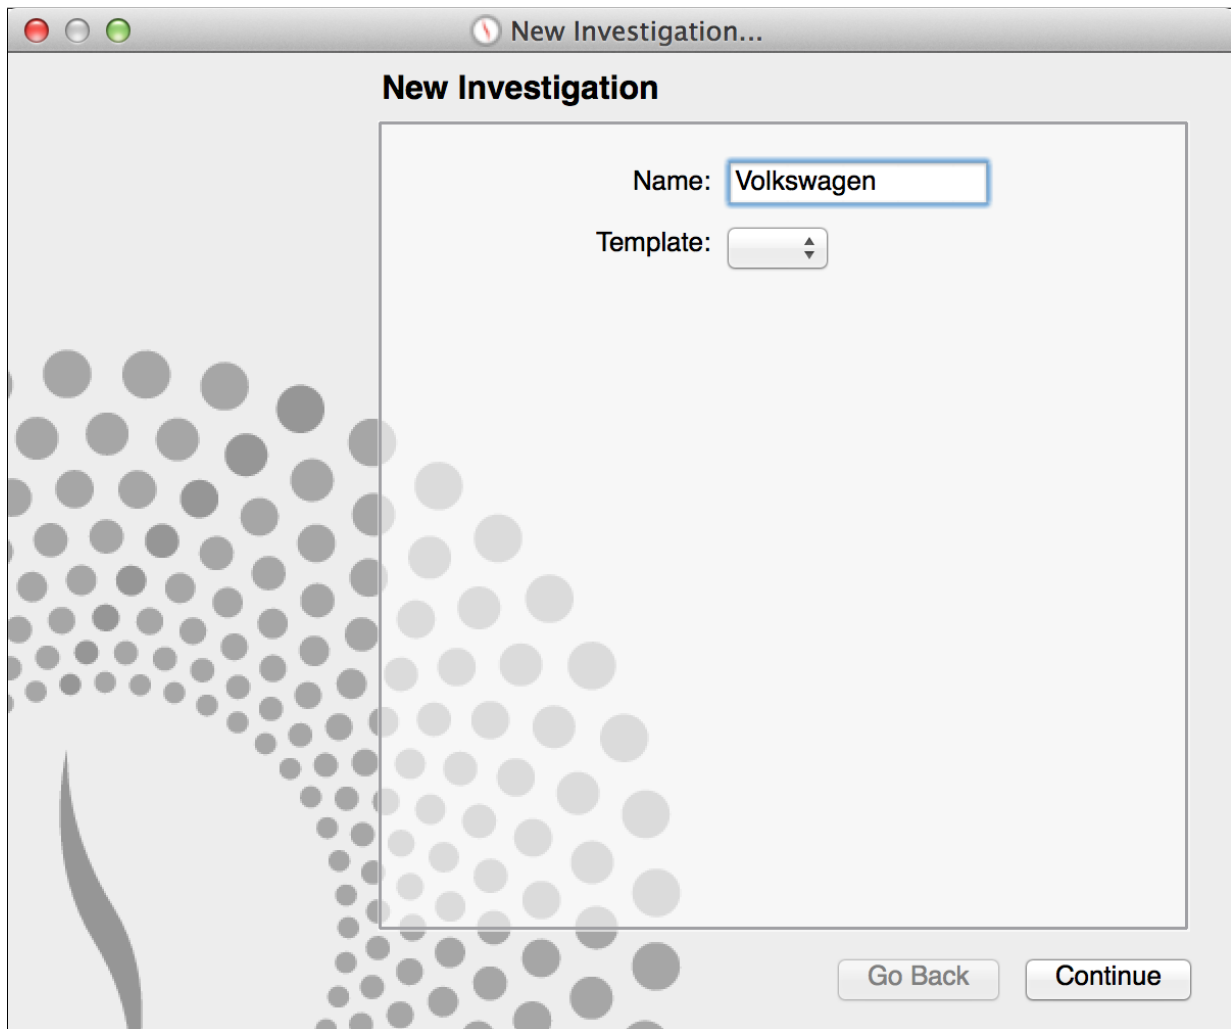 New Investigation...
New Investigation
Name: Volkswagen
Template:
Go Back Continue